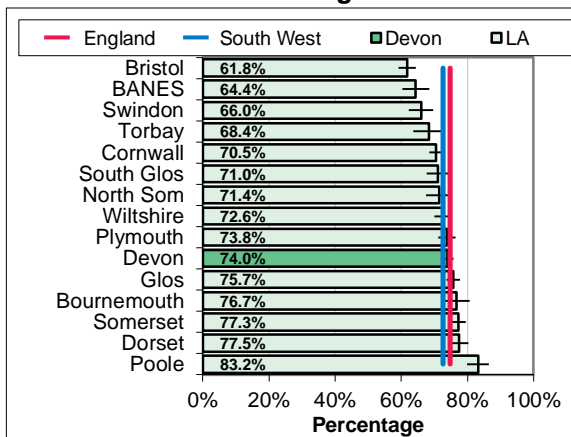 England South West Devon LA
Bristol 61.8%
BANES 64.4%
Swindon 66.0%
Torbay 68.4%
Cornwall 70.5%
South Glos 71.0%
North Som 71.4%
Wiltshire 72.6%
Plymouth 73.8%
Devon 74.0%
Glos 75.7%
Bournemouth 76.7%
Somerset 77.3%
Dorset 77.5%
Poole 83.2%
0% 20% 40% 60% 80% 100%
Percentage